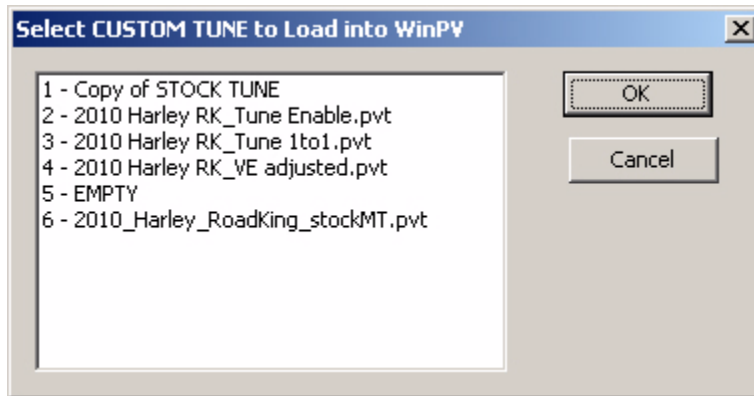 Select CUSTOM TUNE to Load into WinPV
1 - Copy of STOCK TUNE
2 - 2010 Harley RK_Tune Enable.pvt
3 - 2010 Harley RK_Tune 1to1.pvt
4 - 2010 Harley RK_VE adjusted.pvt
5 - EMPTY
6 - 2010_Harley_RoadKing_stockMT.pvt
OK
Cancel